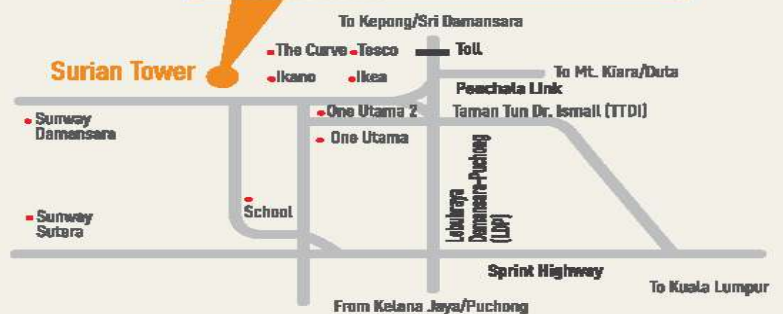 To Kepong/Sri Damansara
The Curve
Tesco
Toll
Surian Tower
Ikano
Ikea
To Mt. Kiara/Duta
Penchala Link
One Utama 2
Taman Tun Dr. Ismail (TTDI)
Sunway
Damansara
One Utama
School
Lebuhraya
Damansara-Puchong
(LDP)
Sunway
Sutera
Sprint Highway
To Kuala Lumpur
From Kelana Jaya/Puchong